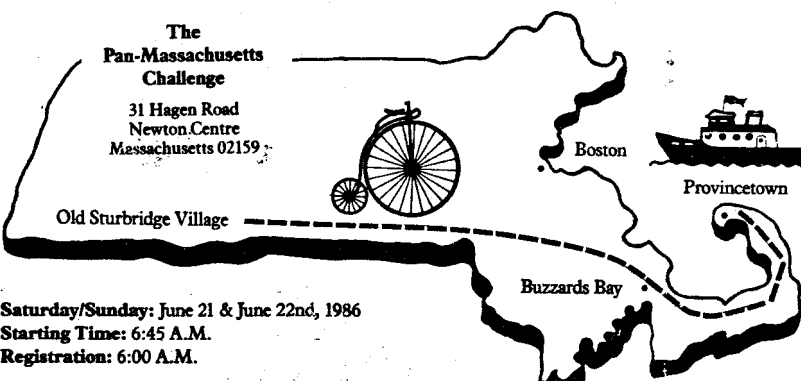 The
Pan-Massachusetts
Challenge
31 Hagen Road
Newton Centre
Massachusetts 02159
Boston
Provincetown
Old Sturbridge Village
Buzzards Bay
Saturday/Sunday: June 21 & June 22nd, 1986
Starting Time: 6:45 A.M.
Registration: 6:00 A.M.